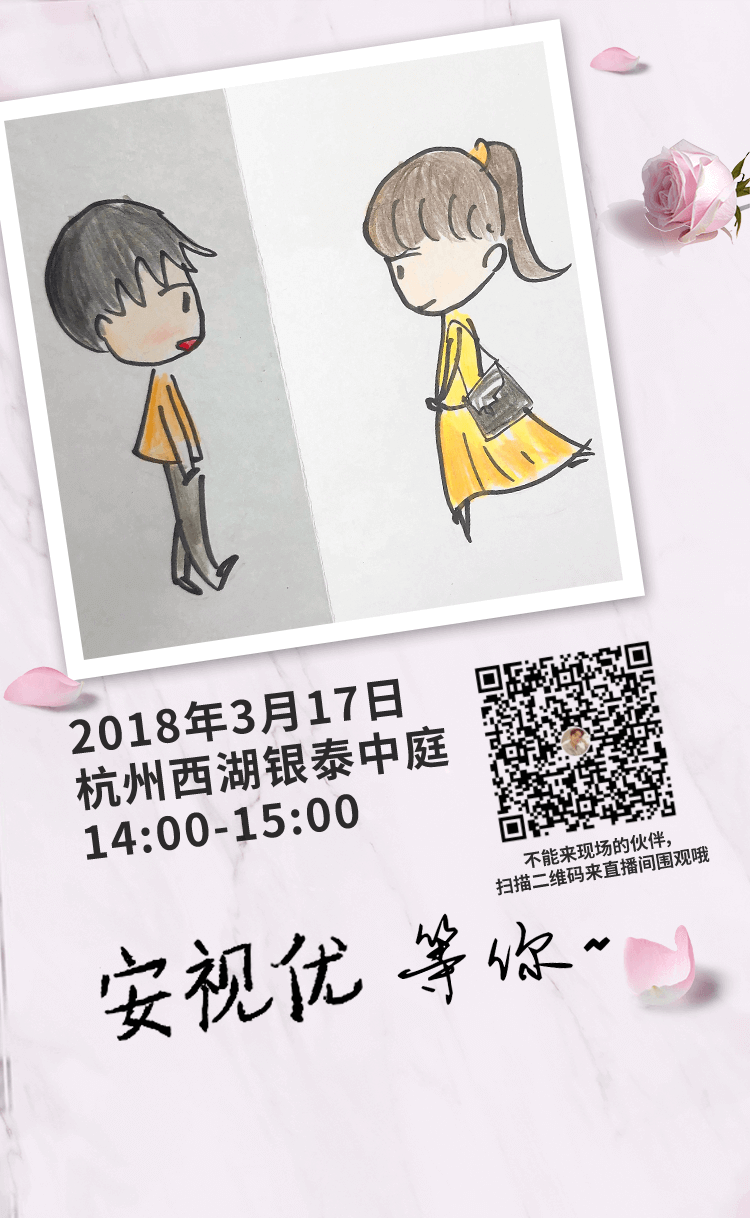 2018年3月17日
杭州西湖银泰中庭
14:00-15:00
不能来现场的伙伴,
扫描二维码来直播间围观哦
安视优 等你~